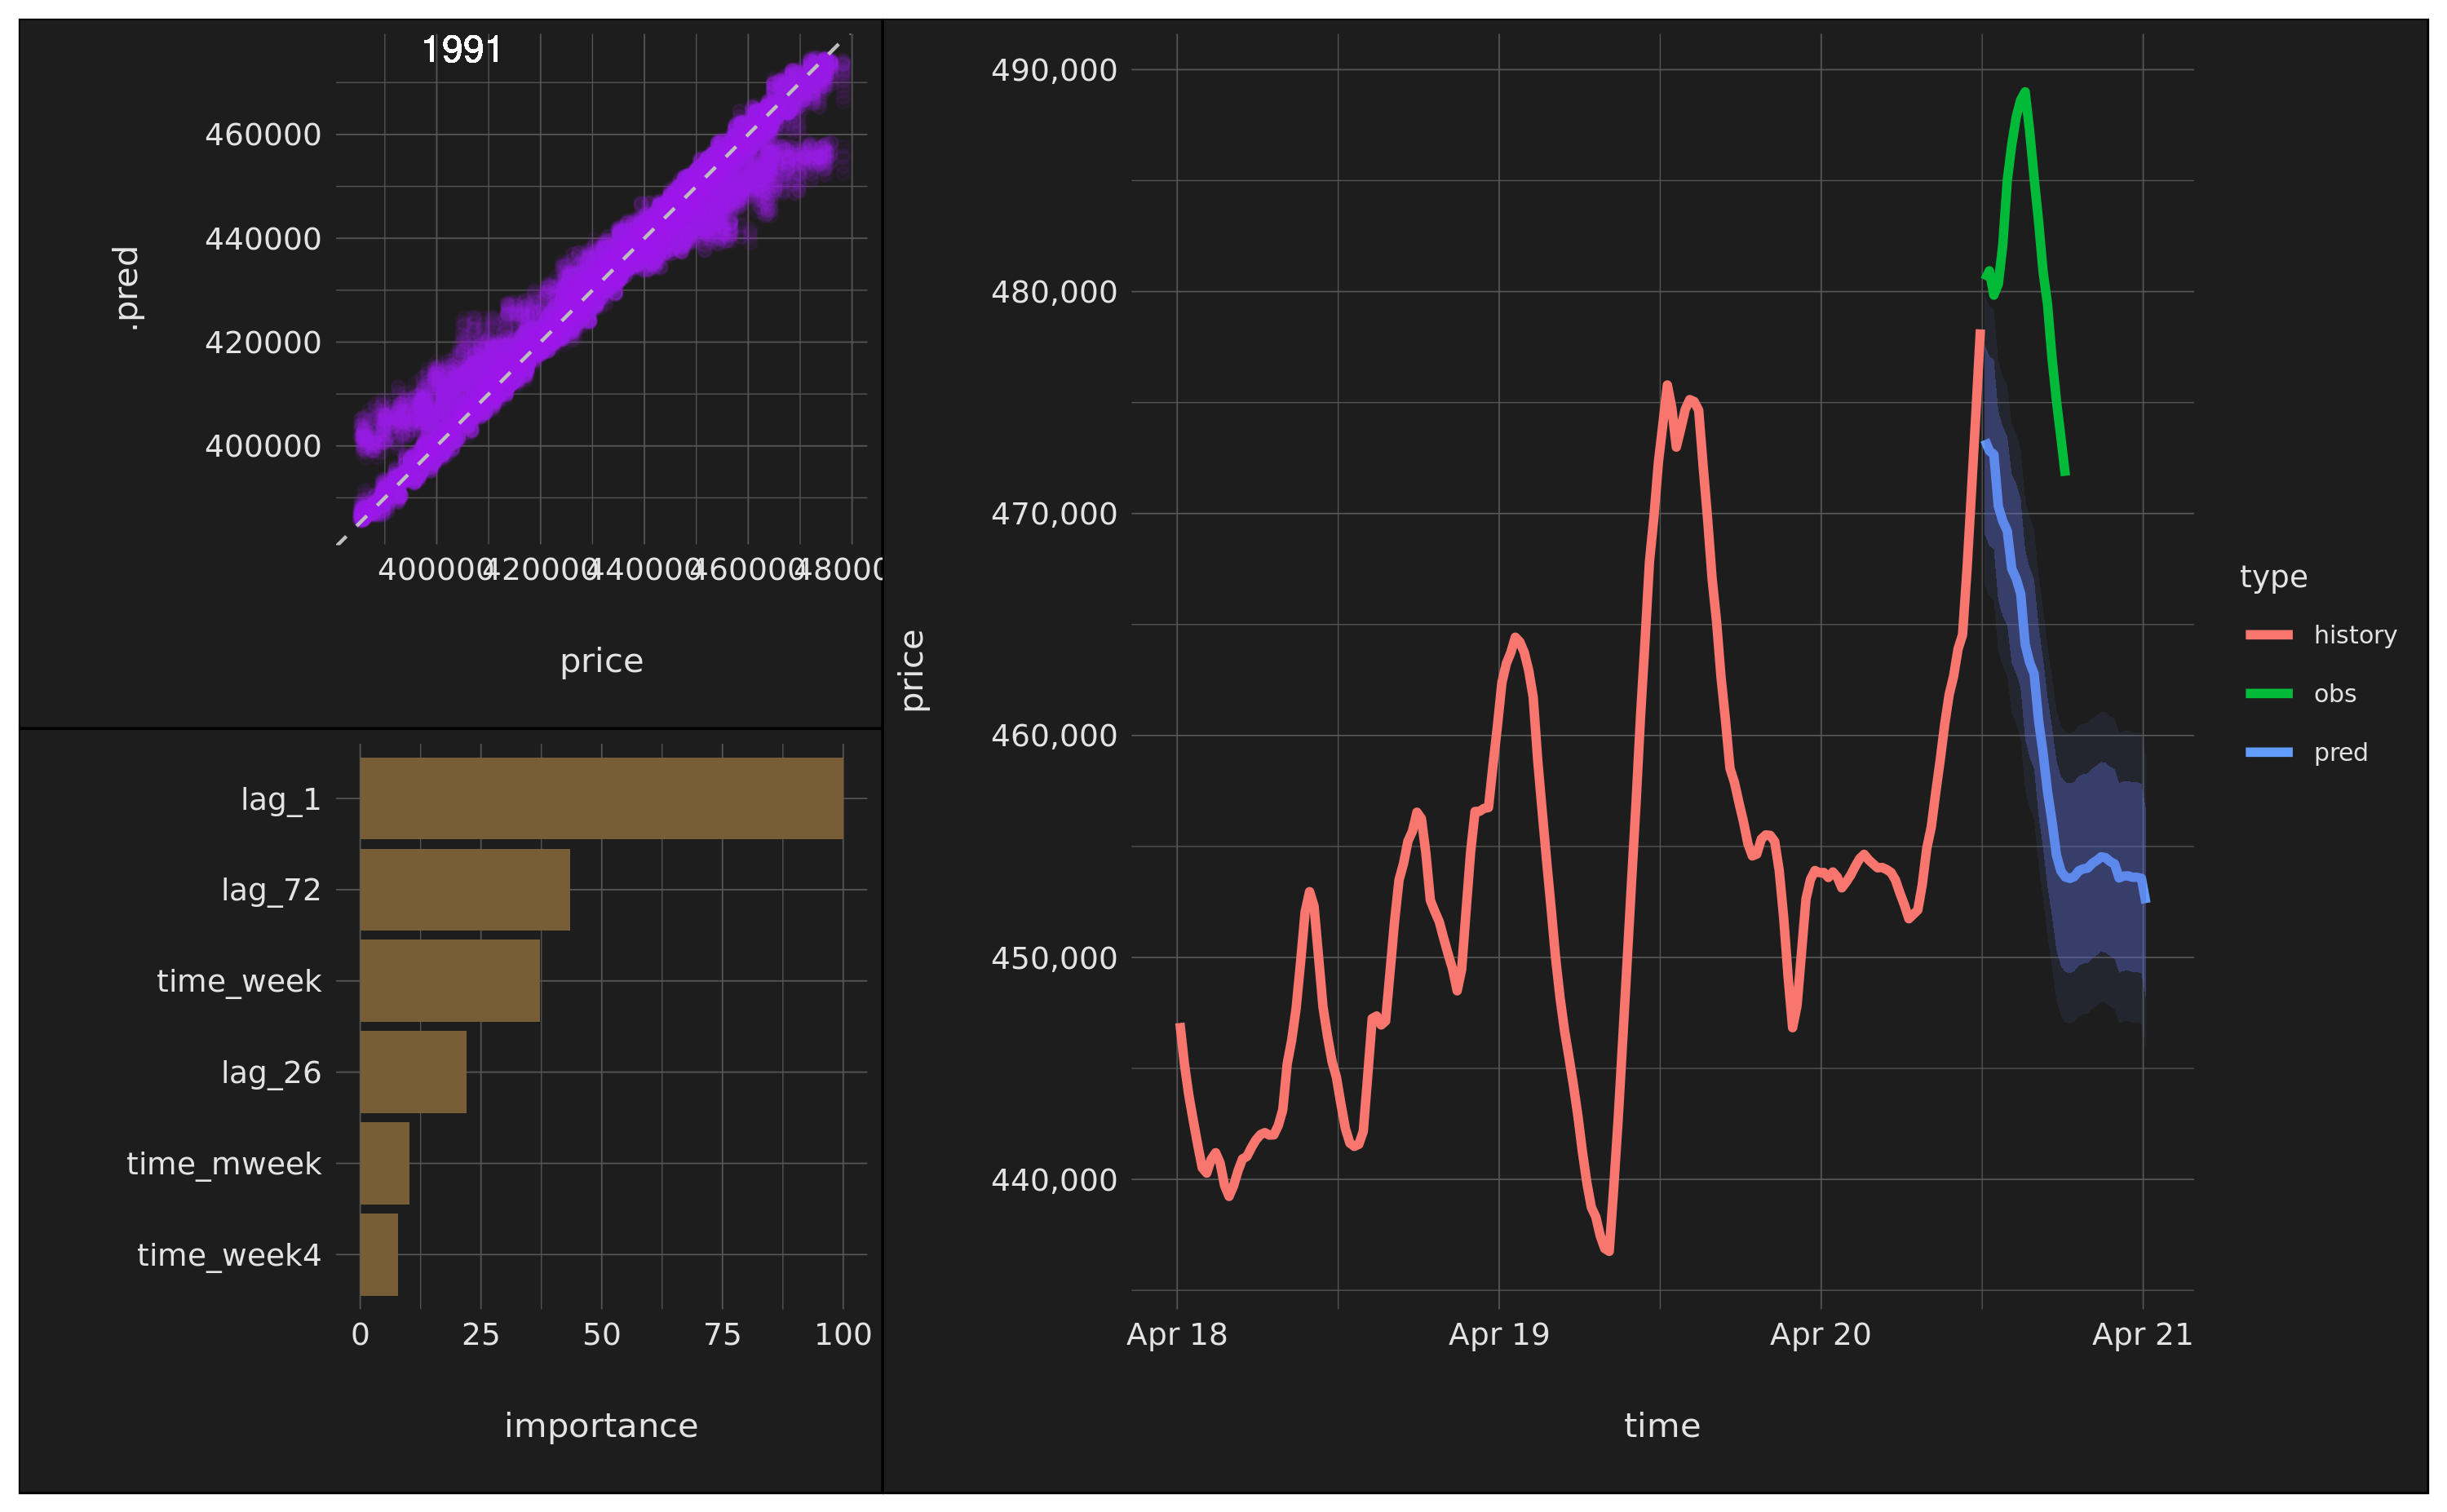 1991
460000
440000
420000
400000
.pred
400000 420000 440000 460000 48000
price
lag_1
lag_72
time_week
lag_26
time_mweek
time_week4
0 25 50 75 100
importance
490,000
480,000
470,000
460,000
450,000
440,000
price
Apr 18 Apr 19 Apr 20 Apr 21
time
type
history
obs
pred